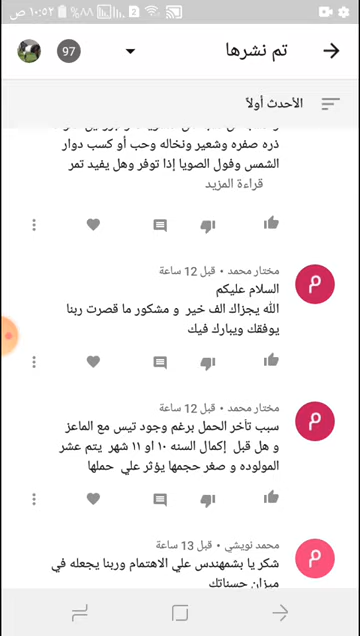 ١٠:٥٢ ص
٨٨%
2
تم نشرها
97
الأحدث أولاً
ذره صفره وشعير ونخاله وحب أو كسب دوار
الشمس وفول الصويا إذا توفر وهل يفيد تمر
قراءة المزيد
مختار محمد • قبل 12 ساعة
السلام عليكم
الله يجزاك الف خير و مشكور ما قصرت ربنا
يوفقك ويبارك فيك
م
مختار محمد • قبل 12 ساعة
سبب تأخر الحمل برغم وجود تيس مع الماعز
و هل قبل إكمال السنه ١٠ او ١١ شهر يتم عشر
المولوده و صغر حجمها يؤثر علي حملها
م
محمد نويشي • قبل 13 ساعة
شكر يا بشمهندس علي الاهتمام وربنا يجعله في
ميزان حسناتك
م